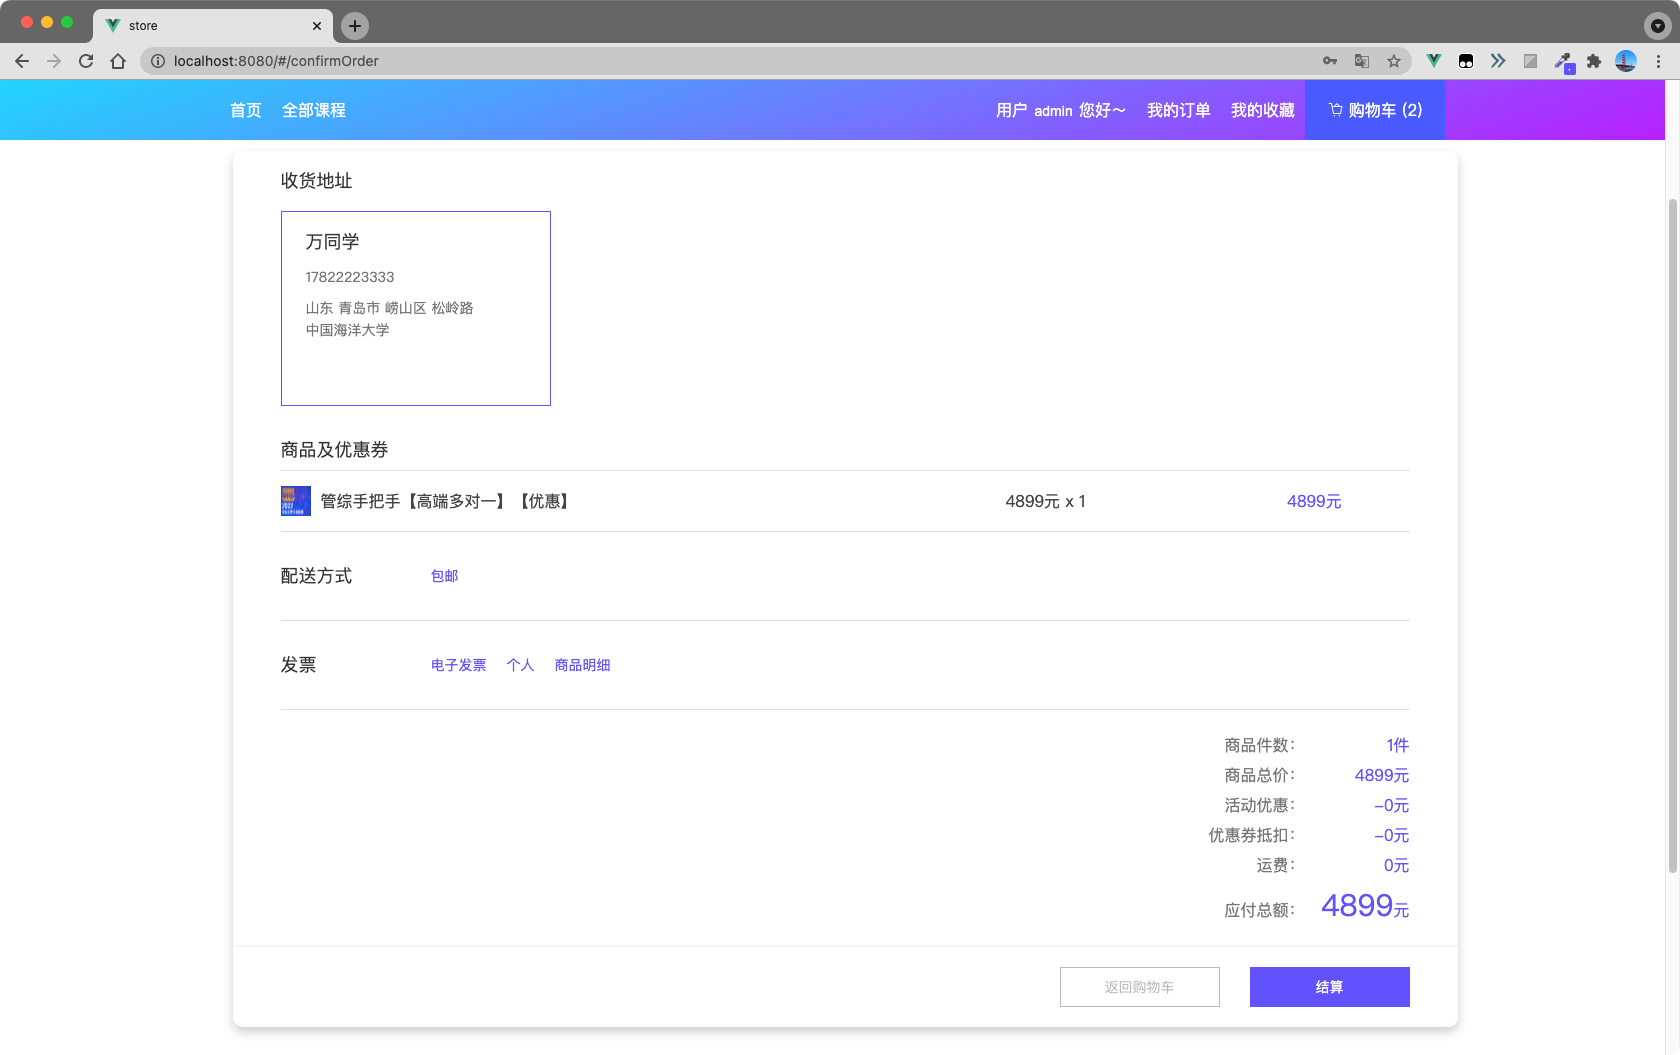 store
localhost:8080/#/confirmOrder
首页 全部课程 用户 admin 您好～ 我的订单 我的收藏 购物车 (2)
收货地址
万同学
17822223333
山东 青岛市 崂山区 松岭路
中国海洋大学
商品及优惠券
管综手把手【高端多对一】【优惠】 4899元 x 1 4899元
配送方式 包邮
发票 电子发票 个人 商品明细
商品件数： 1件
商品总价： 4899元
活动优惠： -0元
优惠券抵扣： -0元
运费： 0元
应付总额： 4899元
返回购物车 结算